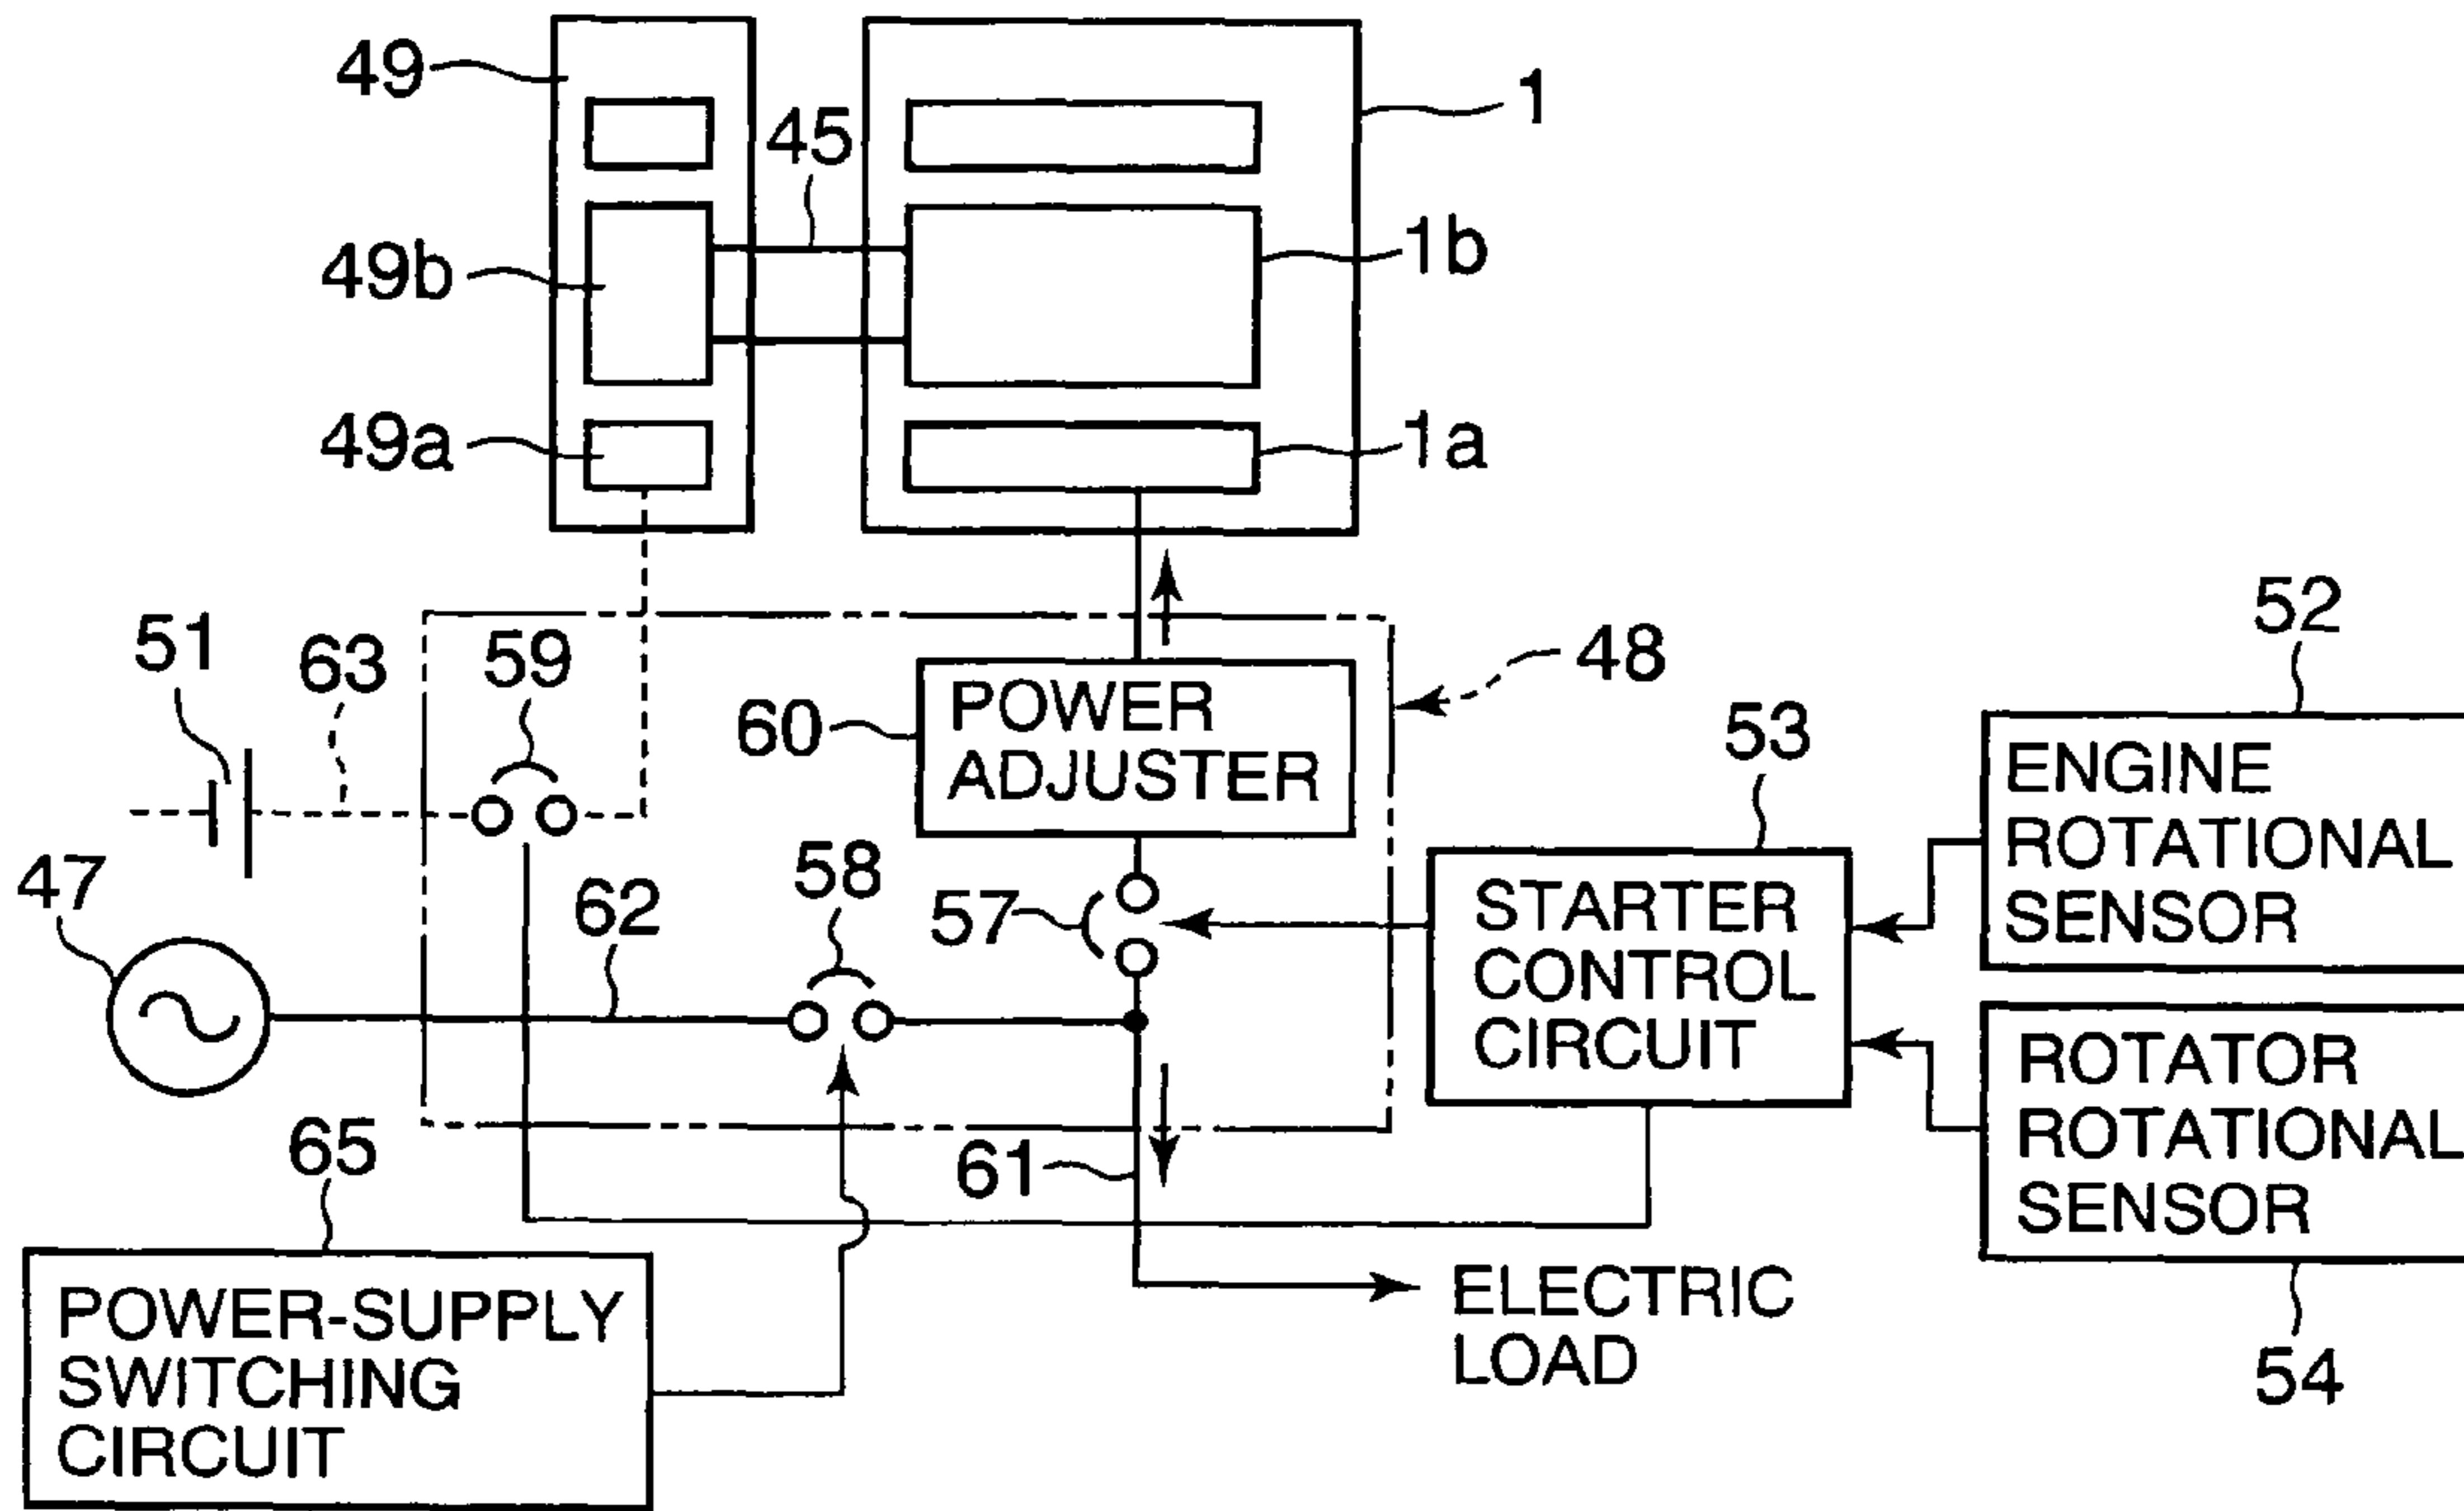 49
45
1
49b
1b
49a
1a
51
63
59
48
52
60
POWER
ADJUSTER
53
ENGINE
ROTATIONAL
SENSOR
47
62
58
57
STARTER
CONTROL
CIRCUIT
ROTATOR
ROTATIONAL
SENSOR
65
61
54
POWER-SUPPLY
SWITCHING
CIRCUIT
ELECTRIC
LOAD